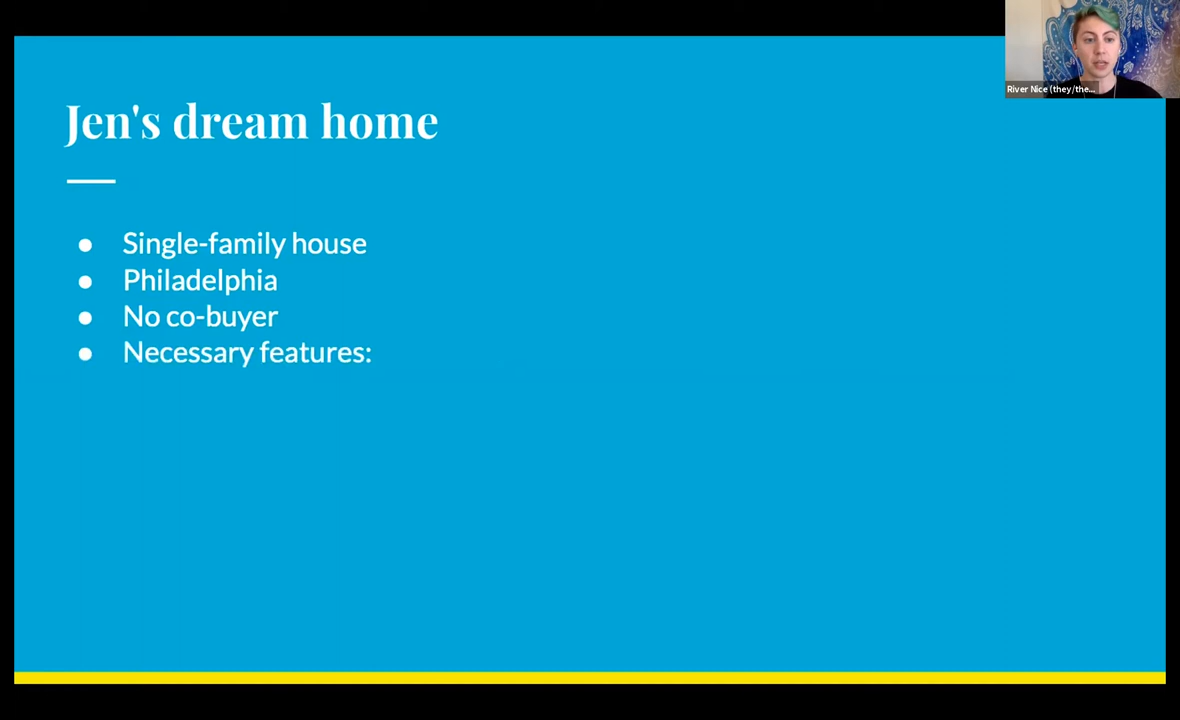 Jen's dream home
● Single-family house
● Philadelphia
● No co-buyer
● Necessary features:
River Nice (they/the...